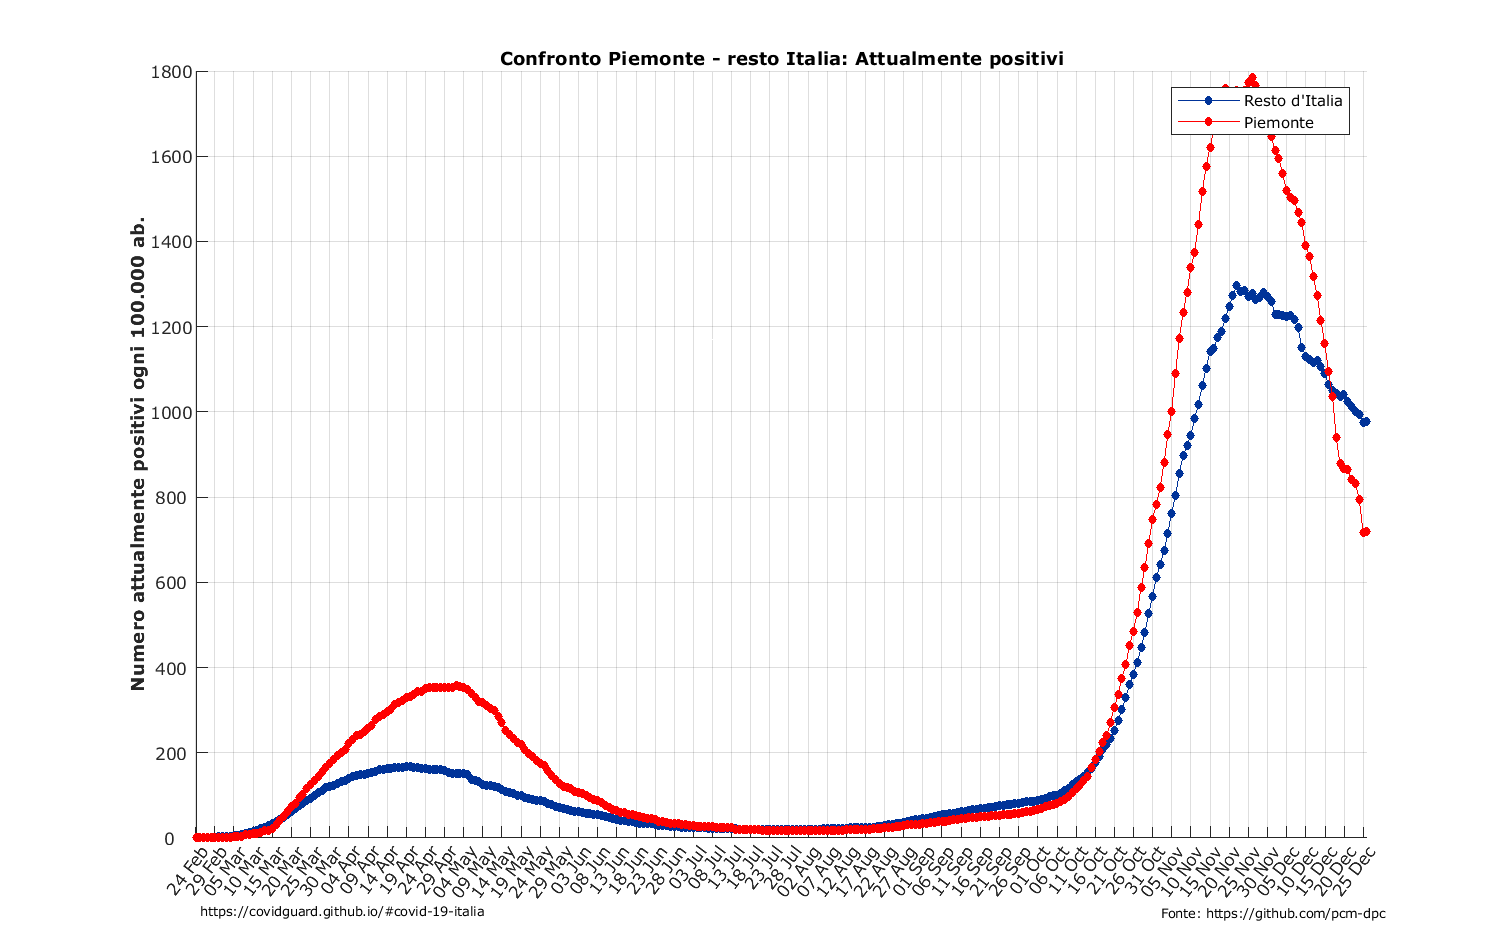 Confronto Piemonte - resto Italia: Attualmente positivi
Numero attualmente positivi ogni 100.000 ab.
1800
1600
1400
1200
1000
800
600
400
200
0
Resto d'Italia
Piemonte
24 Feb
29 Feb
05 Mar
10 Mar
15 Mar
20 Mar
25 Mar
30 Mar
04 Apr
09 Apr
14 Apr
19 Apr
24 Apr
29 Apr
04 May
09 May
14 May
19 May
24 May
29 May
03 Jun
08 Jun
13 Jun
18 Jun
23 Jun
28 Jun
03 Jul
08 Jul
13 Jul
18 Jul
23 Jul
28 Jul
02 Aug
07 Aug
12 Aug
17 Aug
22 Aug
27 Aug
01 Sep
06 Sep
11 Sep
16 Sep
21 Sep
26 Sep
01 Oct
06 Oct
11 Oct
16 Oct
21 Oct
26 Oct
31 Oct
05 Nov
10 Nov
15 Nov
20 Nov
25 Nov
30 Nov
05 Dec
10 Dec
15 Dec
20 Dec
25 Dec
https://covidguard.github.io/#covid-19-italia
Fonte: https://github.com/pcm-dpc